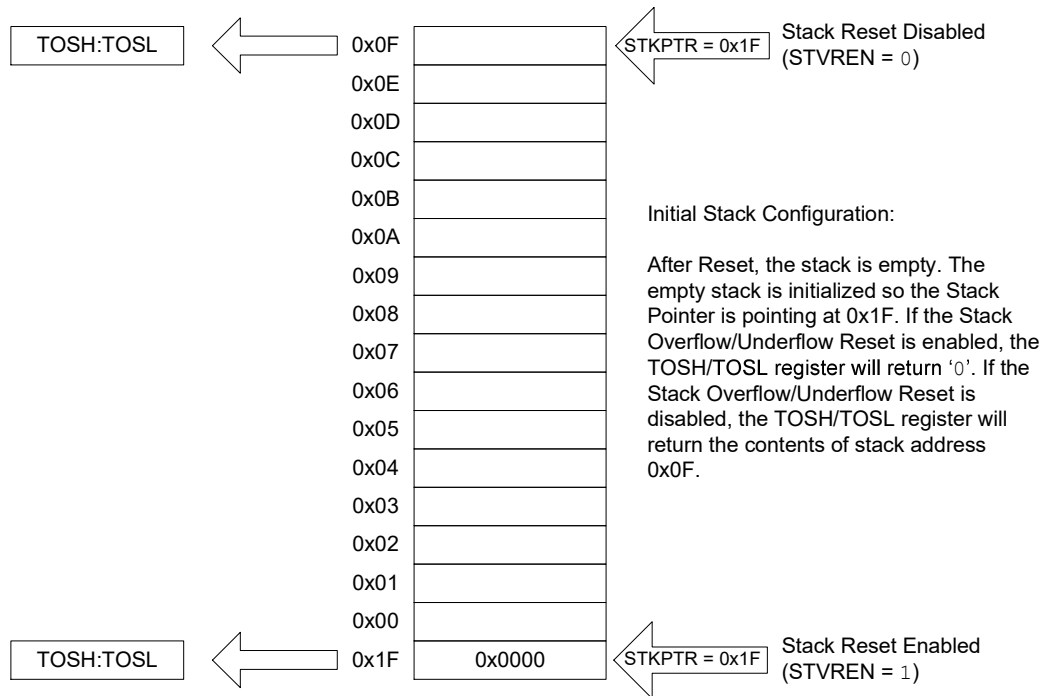 TOSH:TOSL
0x0F
STKPTR = 0x1F
Stack Reset Disabled
(STVREN = 0)
0x0E
0x0D
0x0C
0x0B
0x0A
0x09
0x08
0x07
0x06
0x05
0x04
0x03
0x02
0x01
0x00
Initial Stack Configuration:
After Reset, the stack is empty. The
empty stack is initialized so the Stack
Pointer is pointing at 0x1F. If the Stack
Overflow/Underflow Reset is enabled, the
TOSH/TOSL register will return ‘0’. If the
Stack Overflow/Underflow Reset is
disabled, the TOSH/TOSL register will
return the contents of stack address
0x0F.
TOSH:TOSL
0x1F
0x0000
STKPTR = 0x1F
Stack Reset Enabled
(STVREN = 1)